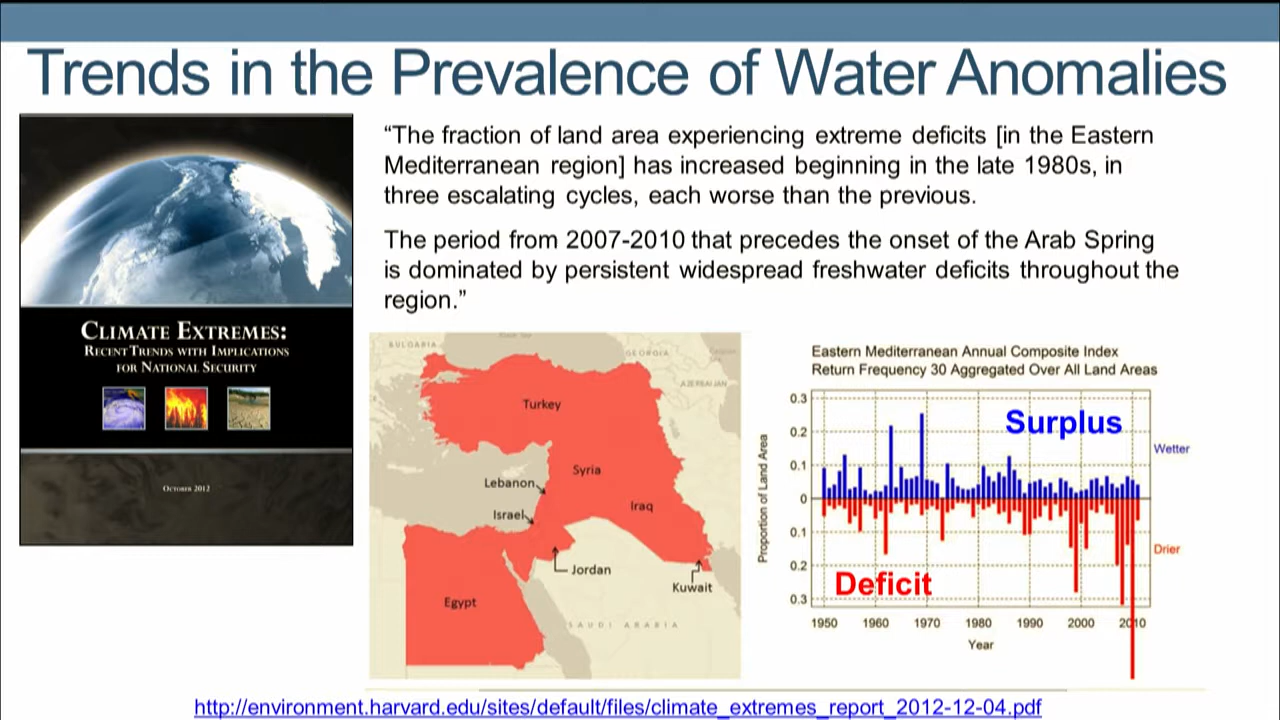 Trends in the Prevalence of Water Anomalies
CLIMATE EXTREMES:
RECENT TRENDS WITH IMPLICATIONS
FOR NATIONAL SECURITY
OCTOBER 2012
“The fraction of land area experiencing extreme deficits [in the Eastern
Mediterranean region] has increased beginning in the late 1980s, in
three escalating cycles, each worse than the previous.
The period from 2007-2010 that precedes the onset of the Arab Spring
is dominated by persistent widespread freshwater deficits throughout the
region.”
BULGARIA
GEORGIA
AZERBAIJAN
Turkey
Syria
Lebanon
Israel
Iraq
Jordan
Kuwait
Egypt
SAUDI ARABIA
Eastern Mediterranean Annual Composite Index
Return Frequency 30 Aggregated Over All Land Areas
Proportion of Land Area
0.3
0.2
0.1
0
0.1
0.2
0.3
Surplus
Wetter
Drier
Deficit
1950 1960 1970 1980 1990 2000 2010
Year
http://environment.harvard.edu/sites/default/files/climate_extremes_report_2012-12-04.pdf